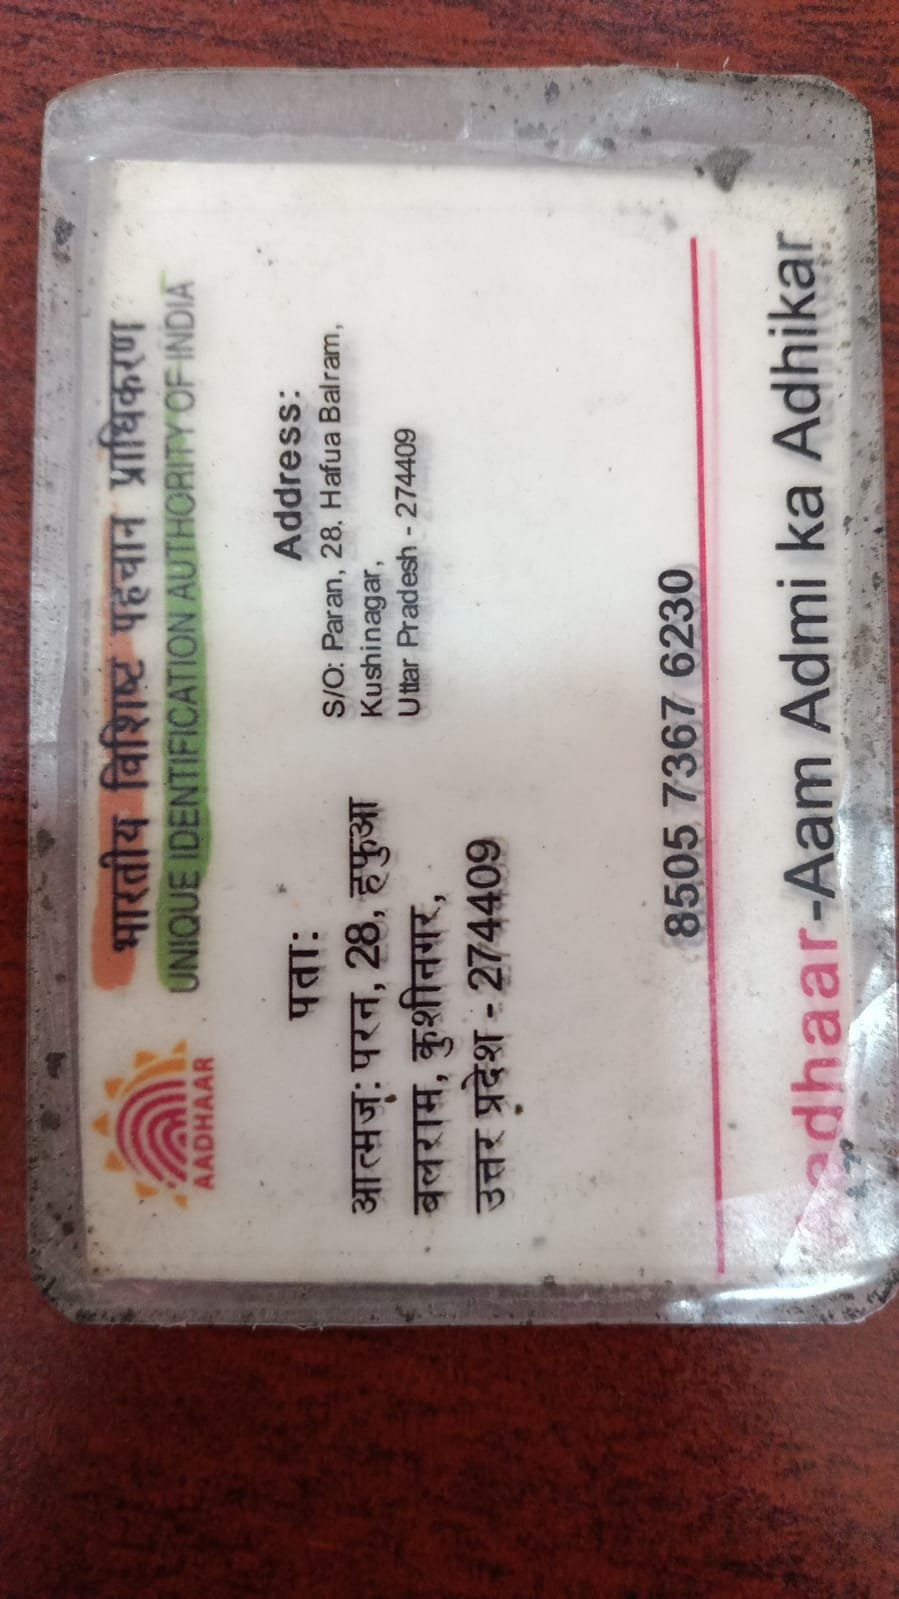 भारतीय विशिष्ट पहचान प्राधिकरण
UNIQUE IDENTIFICATION AUTHORITY OF INDIA
AADHAAR
पता:
आत्मज: परन, 28, हफुआ
बलराम, कुशीनगर,
उत्तर प्रदेश - 274409
Address:
S/O: Paran, 28, Hafua Balram,
Kushinagar,
Uttar Pradesh - 274409
8505 7367 6230
Aadhaar-Aam Admi ka Adhikar